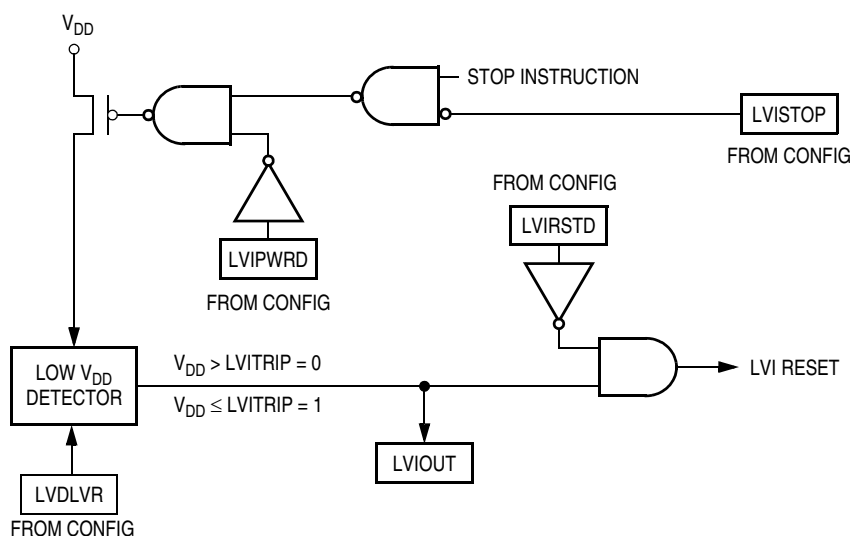 VDD
STOP INSTRUCTION
LVISTOP
FROM CONFIG
FROM CONFIG
LVIRSTD
LVIPWRD
FROM CONFIG
LOW VDD
DETECTOR
VDD > LVITRIP = 0
VDD ≤ LVITRIP = 1
LVI RESET
LVIOUT
LVDLVR
FROM CONFIG